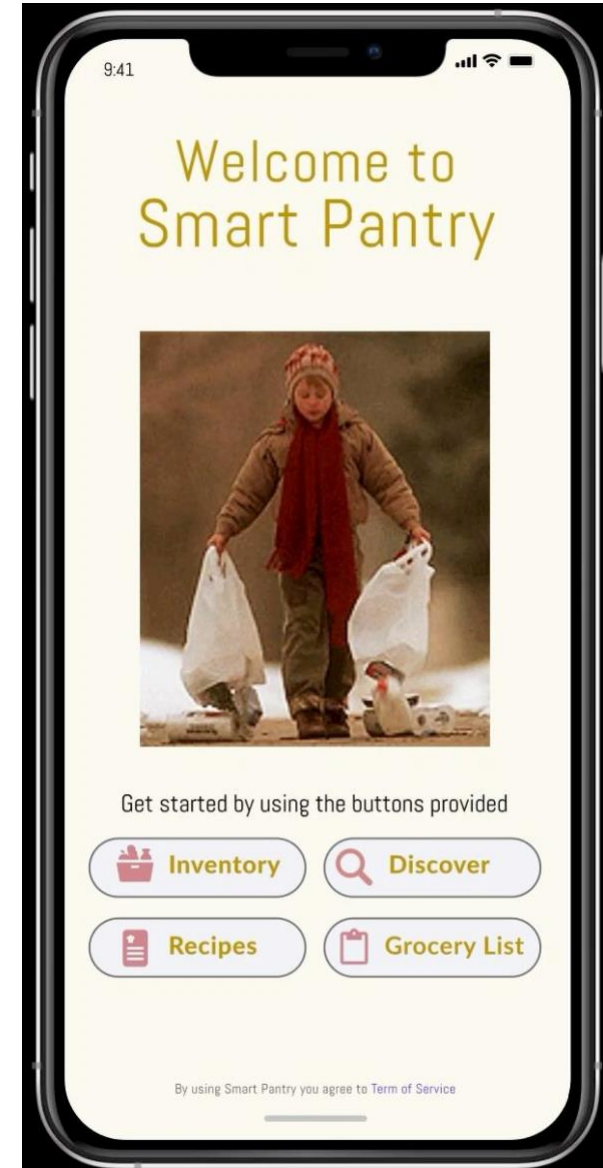 9:41
Welcome to
Smart Pantry
Get started by using the buttons provided
Inventory
Discover
Recipes
Grocery List
By using Smart Pantry you agree to Term of Service